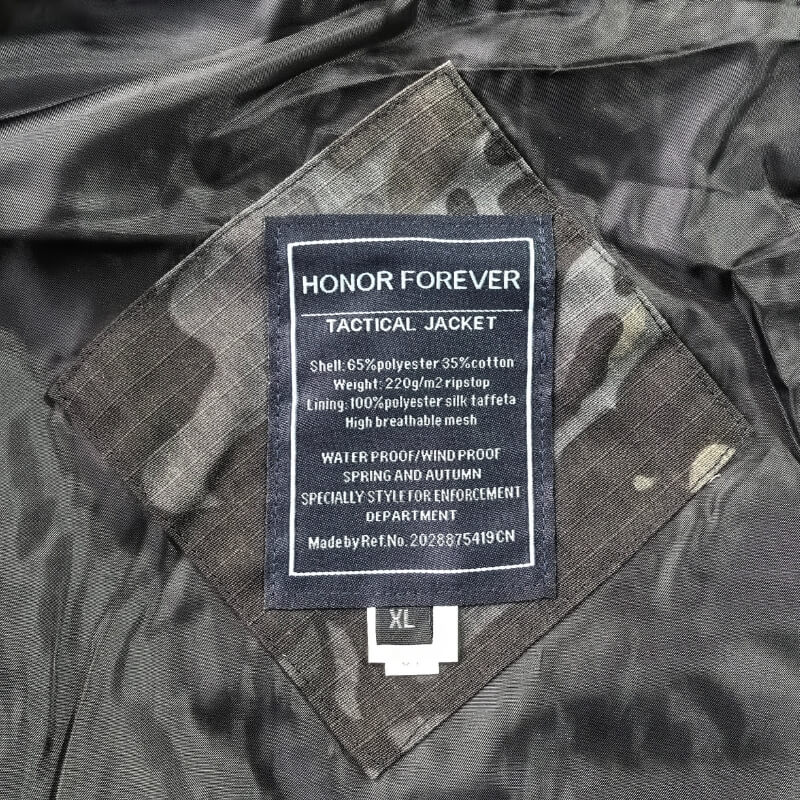 HONOR FOREVER
TACTICAL JACKET
Shell:65%polyester 35%cotton
Weight:220g/m2 ripstop
Lining:100%polyester silk taffeta
High breathable mesh
WATER PROOF/WIND PROOF
SPRING AND AUTUMN
SPECIALLY STYLE FOR ENFORCEMENT
DEPARTMENT
Made by Ref.No. 2028875419CN
XL